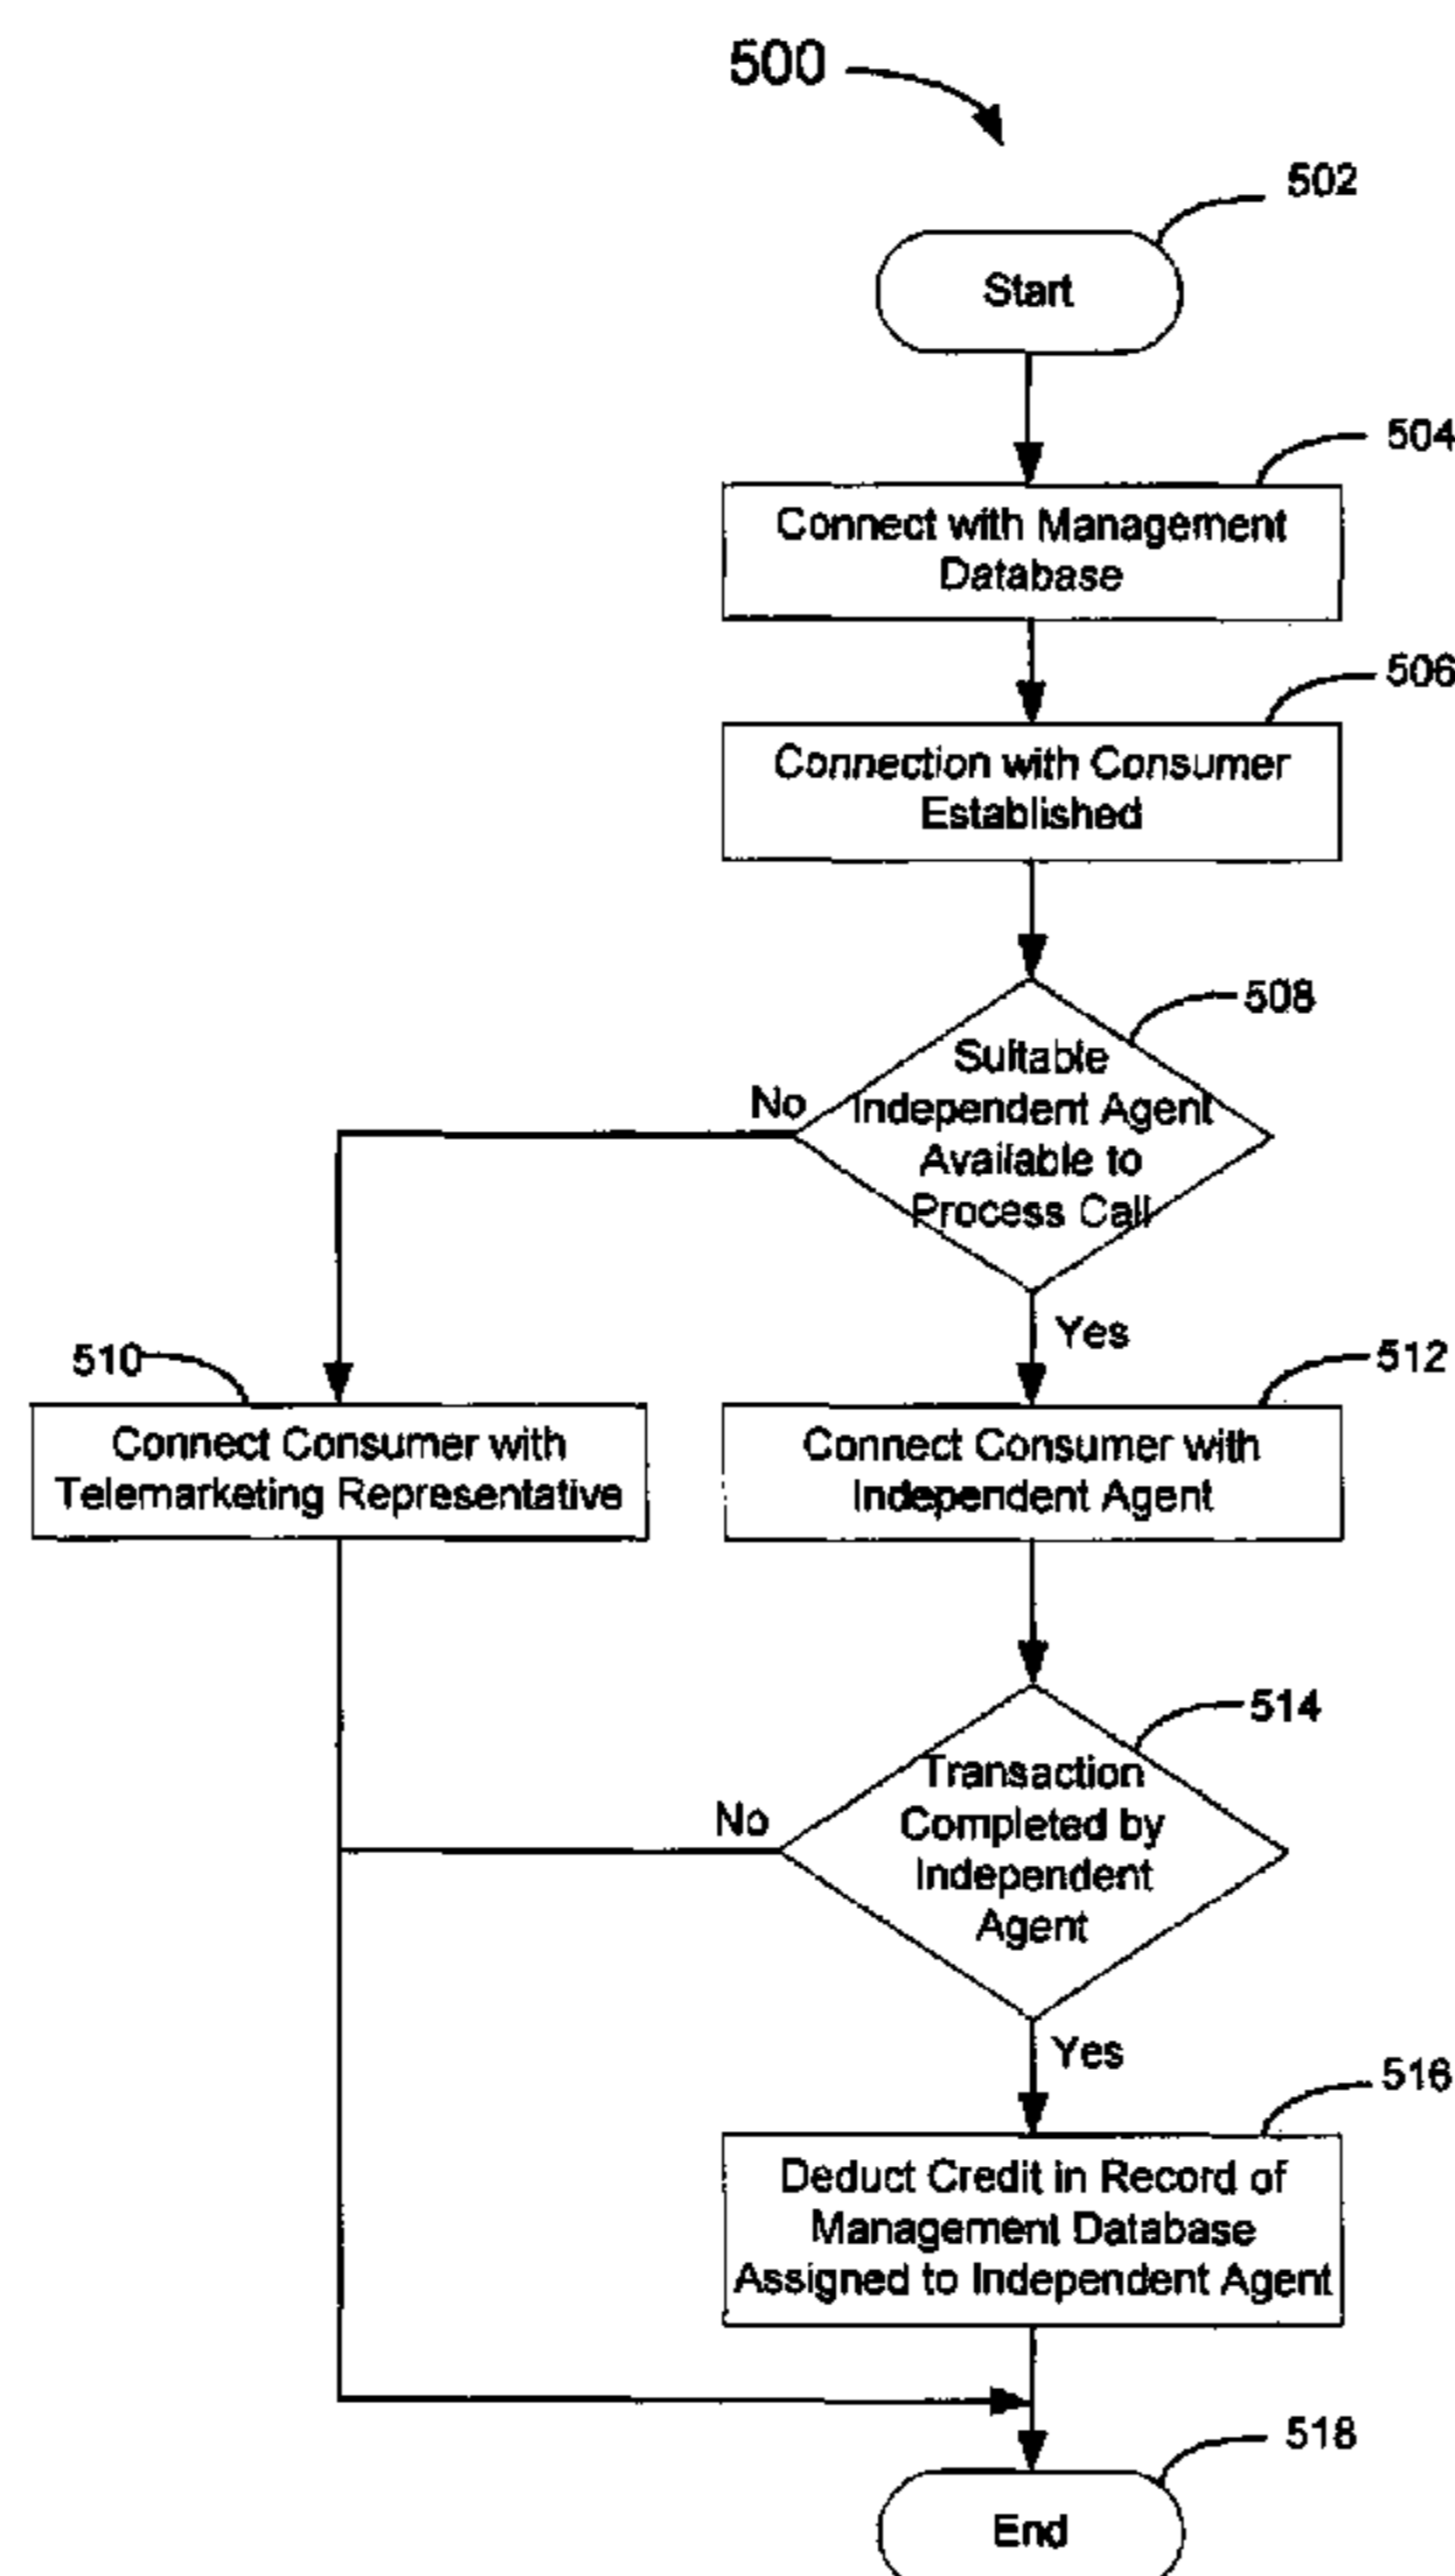 500
502
Start
504
Connect with Management
Database
506
Connection with Consumer
Established
508
Suitable
Independent Agent
Available to
Process Call
No
Yes
510
Connect Consumer with
Telemarketing Representative
512
Connect Consumer with
Independent Agent
514
Transaction
Completed by
Independent
Agent
No
Yes
516
Deduct Credit in Record of
Management Database
Assigned to Independent Agent
518
End